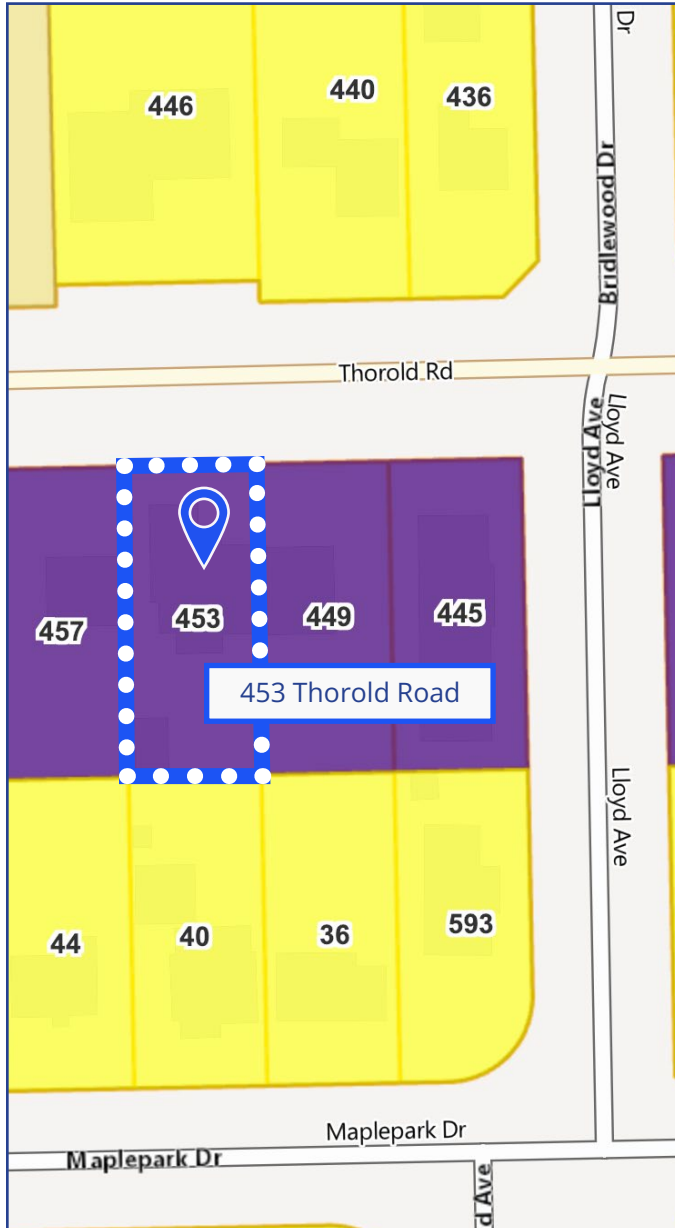 Dr
446
440
436
Bridlewood Dr
Thorold Rd
Lloyd Ave
Lloyd Ave
457
453
449
445
453 Thorold Road
Lloyd Ave
44
40
36
593
Maplepark Dr
Maplepark Dr
d Ave